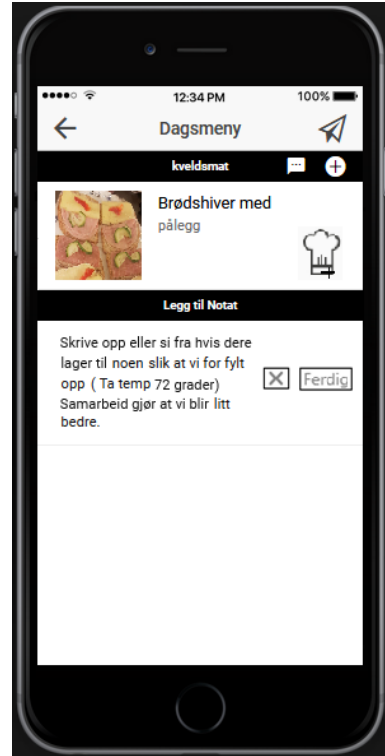 12:34 PM
100%
Dagsmeny
kveldsmat
Brødshiver med
pålegg
Legg til Notat
Skrive opp eller si fra hvis dere
lager til noen slik at vi for fylt
opp ( Ta temp 72 grader)
Samarbeid gjør at vi blir litt
bedre.
Ferdig